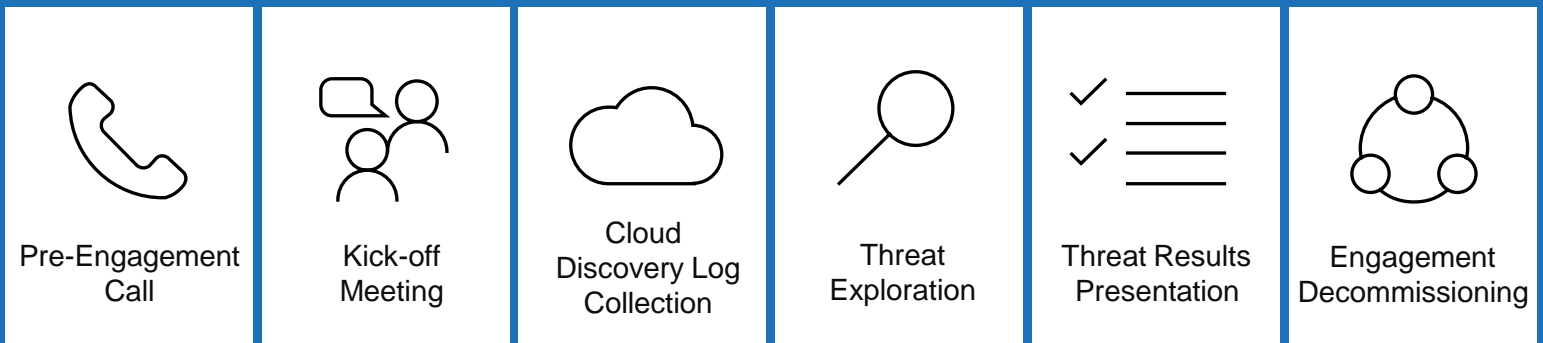 Pre-Engagement
Call
Kick-off
Meeting
Cloud
Discovery Log
Collection
Threat
Exploration
Threat Results
Presentation
Engagement
Decommissioning